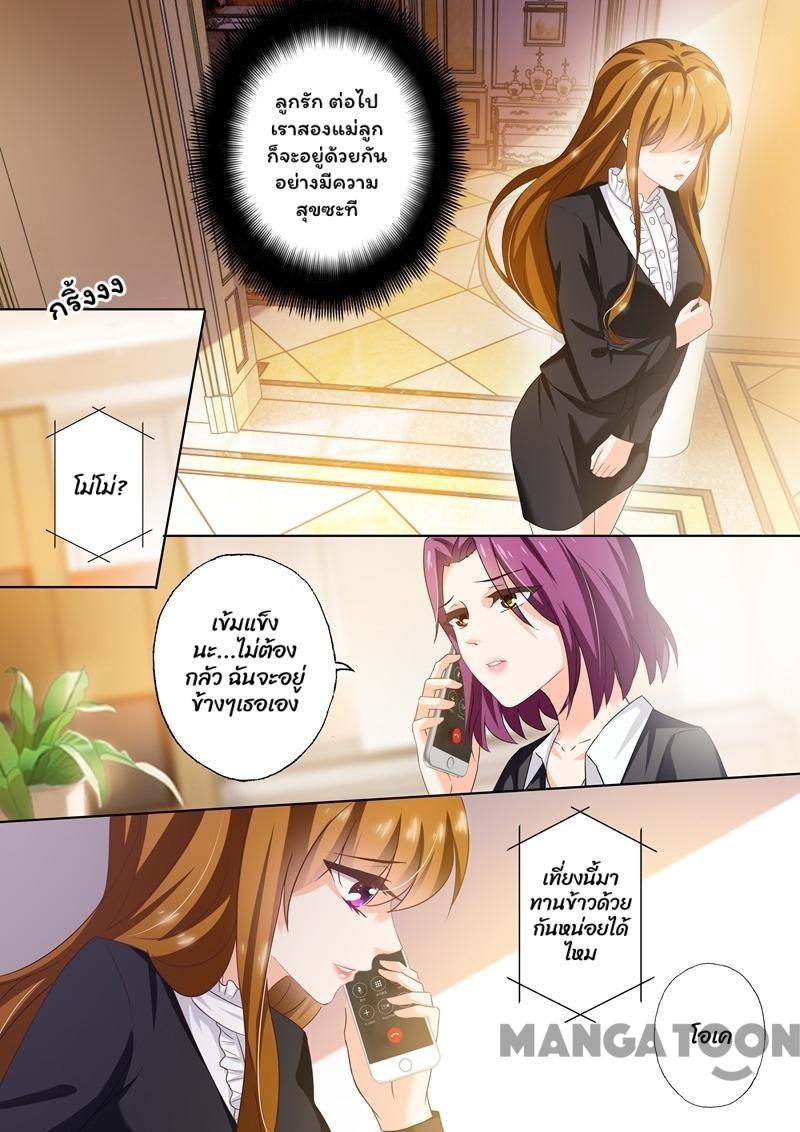 ลูกรัก ต่อไป
เราสองแม่ลูก
ก็จะอยู่ด้วยกัน
อย่างมีความ
สุขซะที
กริ้งงง
โม่โม่?
เข้มแข็ง
นะ...ไม่ต้อง
กลัว ฉันจะอยู่
ข้างๆเธอเอง
เที่ยงนี้มา
ทานข้าวด้วย
กันหน่อยได้
ไหม
โอเค
MANGATOON